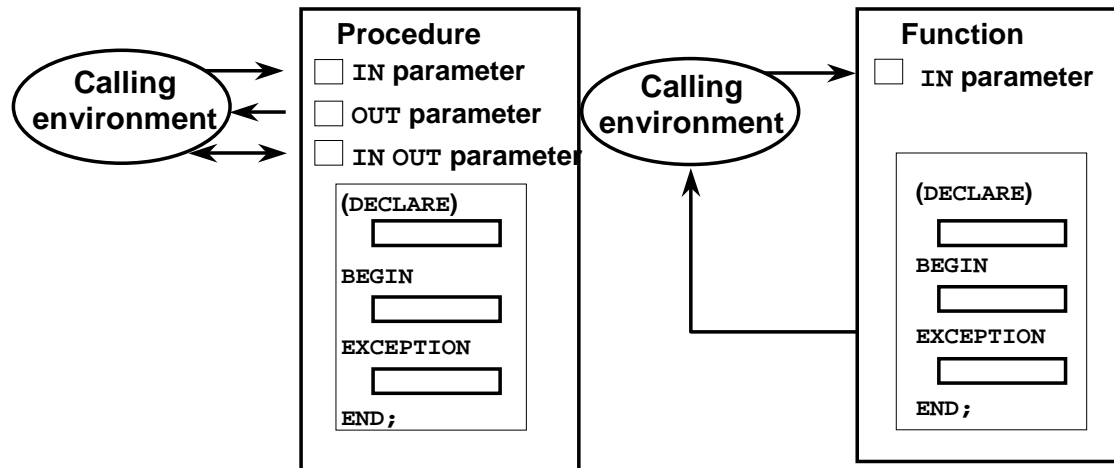 Calling
environment
Procedure
IN parameter
OUT parameter
IN OUT parameter
(DECLARE)
BEGIN
EXCEPTION
END;
Calling
environment
Function
IN parameter
(DECLARE)
BEGIN
EXCEPTION
END;